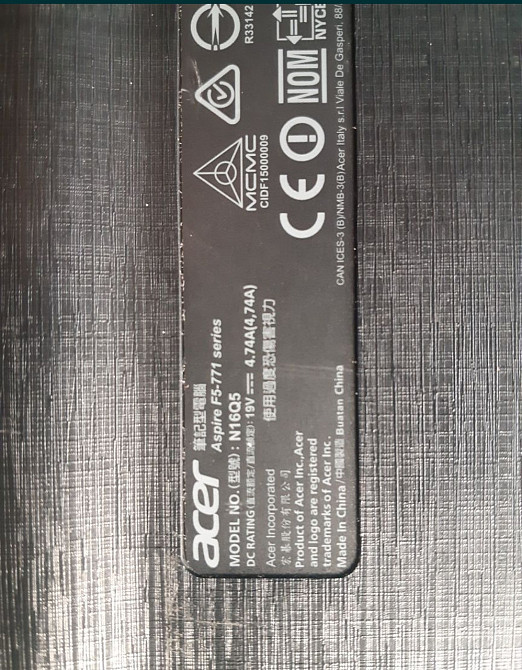 acer 筆記型電腦
Aspire F5-771 series
MODEL NO.(型號): N16Q5
DC RATING 19V 4.74A(4,74A)
使用過度恐傷害視力
Acer Incorporated
宏碁股份有限公司
Product of Acer Inc.,Acer
and logo are registered
trademarks of Acer Inc.
Made In China/中國製造 Buatan China
MCMC
CIDF15000009
CE
R33142
NOM
NYCE
CAN ICES-3 (B)/NMB-3(B) Acer Italy s.r.l Viale De Gasperi, 88/